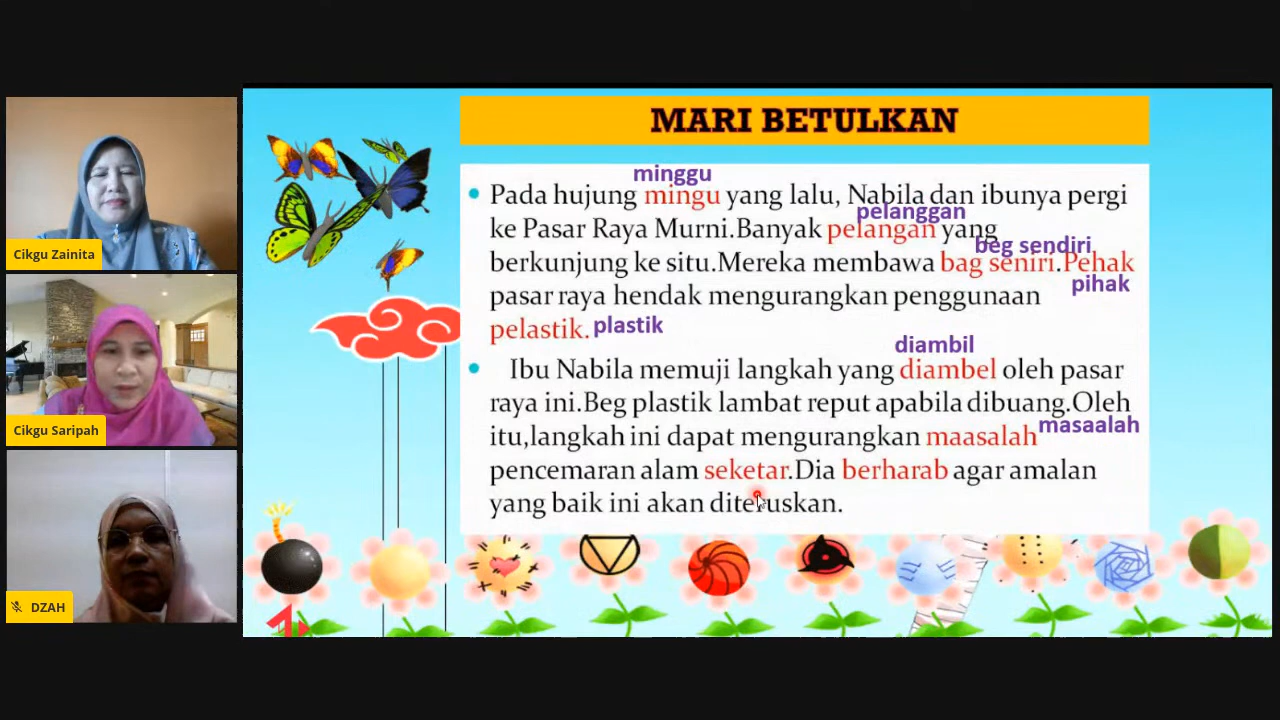 Cikgu Zainita
Cikgu Saripah
DZAH
MARI BETULKAN
minggu
Pada hujung mingu yang lalu, Nabila dan ibunya pergi
pelanggan
ke Pasar Raya Murni.Banyak pelangan yang
beg sendiri
berkunjung ke situ.Mereka membawa bag seniri.Pehak
pihak
pasar raya hendak mengurangkan penggunaan
pelastik. plastik
diambil
Ibu Nabila memuji langkah yang diambel oleh pasar
raya ini.Beg plastik lambat reput apabila dibuang.Oleh
masaalah
itu,langkah ini dapat mengurangkan maasalah
pencemaran alam seketar.Dia berharab agar amalan
yang baik ini akan diteruskan.